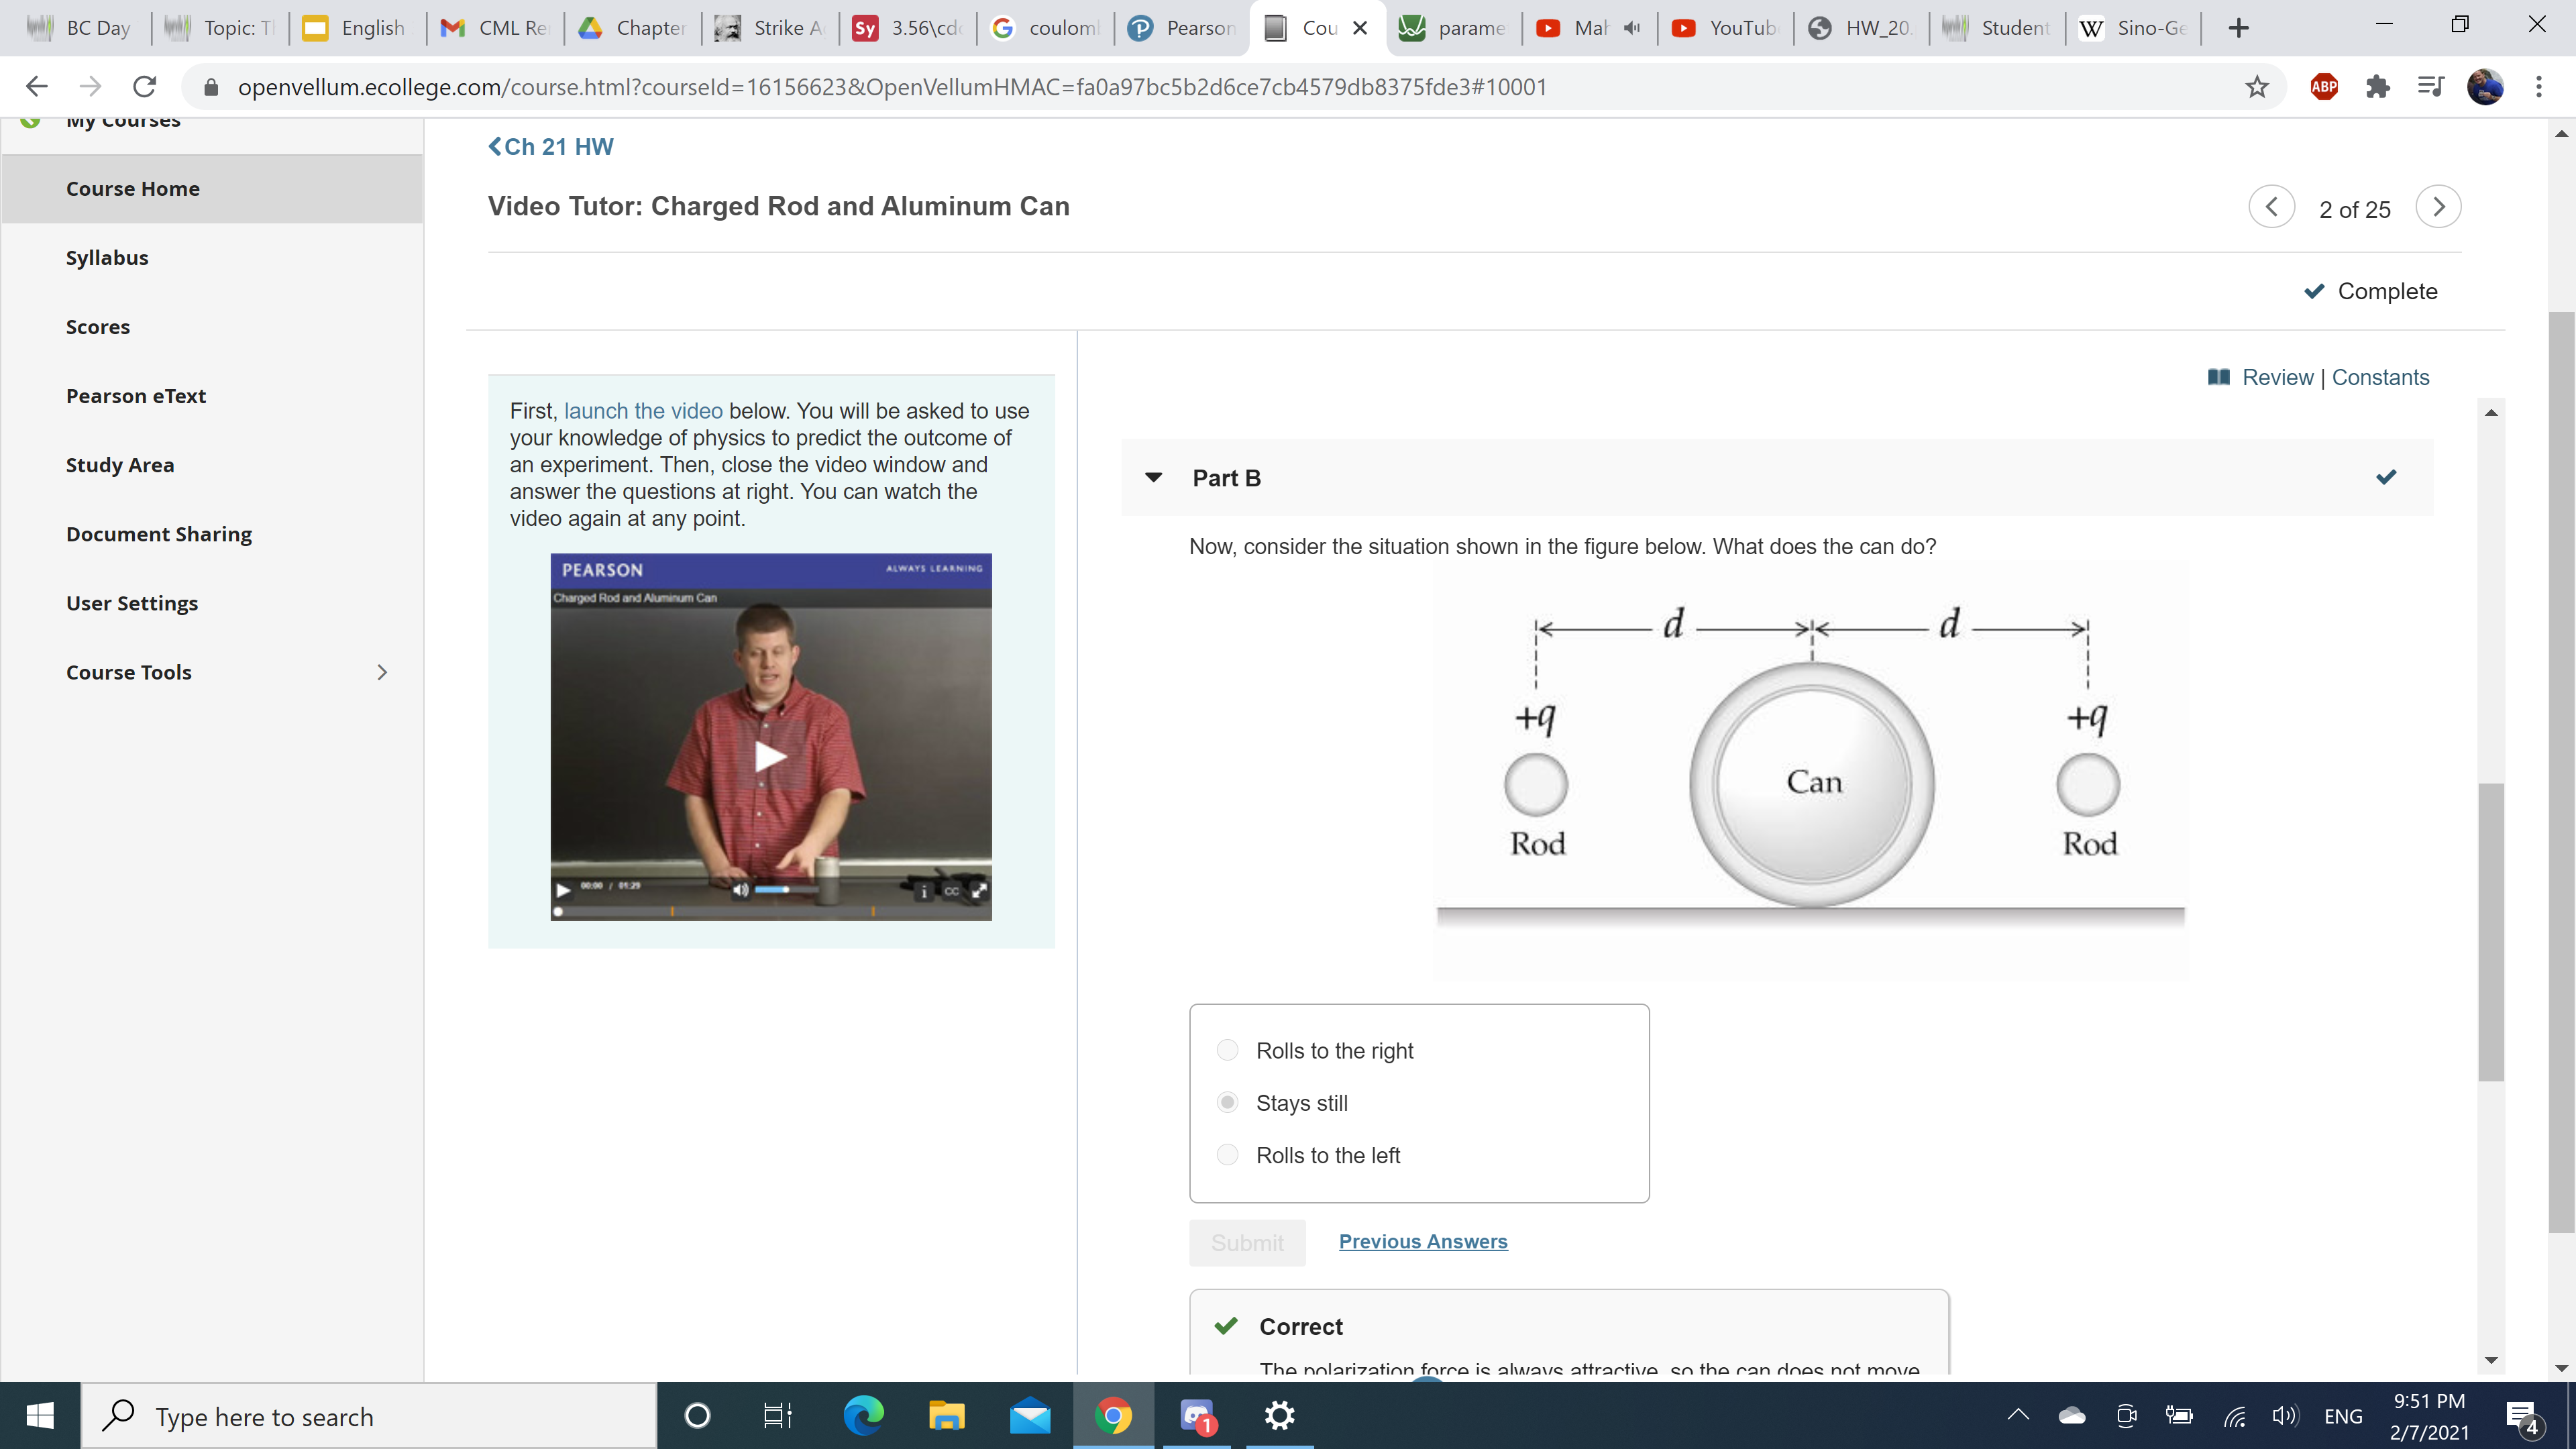 BC Day
Topic: T
English
CML Re
Chapter
Strike A
Sy 3.56\cd
G coulom
P Pearson
Cou
parame
Mah
YouTub
HW_20.
Student
W Sino-Ge
openvellum.ecollege.com/course.html?courseId=16156623&OpenVellumHMAC=fa0a97bc5b2d6ce7cb4579db8375fde3#10001
ABP
My Courses
Course Home
Syllabus
Scores
Pearson eText
Study Area
Document Sharing
User Settings
Course Tools
Ch 21 HW
Video Tutor: Charged Rod and Aluminum Can
2 of 25
Complete
Review | Constants
First, launch the video below. You will be asked to use
your knowledge of physics to predict the outcome of
an experiment. Then, close the video window and
answer the questions at right. You can watch the
video again at any point.
PEARSON
ALWAYS LEARNING
Charged Rod and Aluminum Can
00:00 / 01:29
i CC
Part B
Now, consider the situation shown in the figure below. What does the can do?
d d
+q +q
Can
Rod Rod
Rolls to the right
Stays still
Rolls to the left
Submit Previous Answers
Correct
The polarization force is always attractive, so the can does not move
Type here to search
1
ENG
9:51 PM
2/7/2021
4